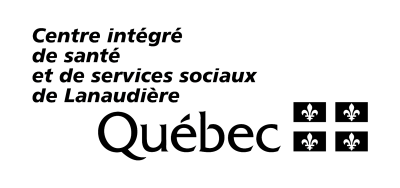 Centre intégré
de santé
et de services sociaux
de Lanaudière
Québec